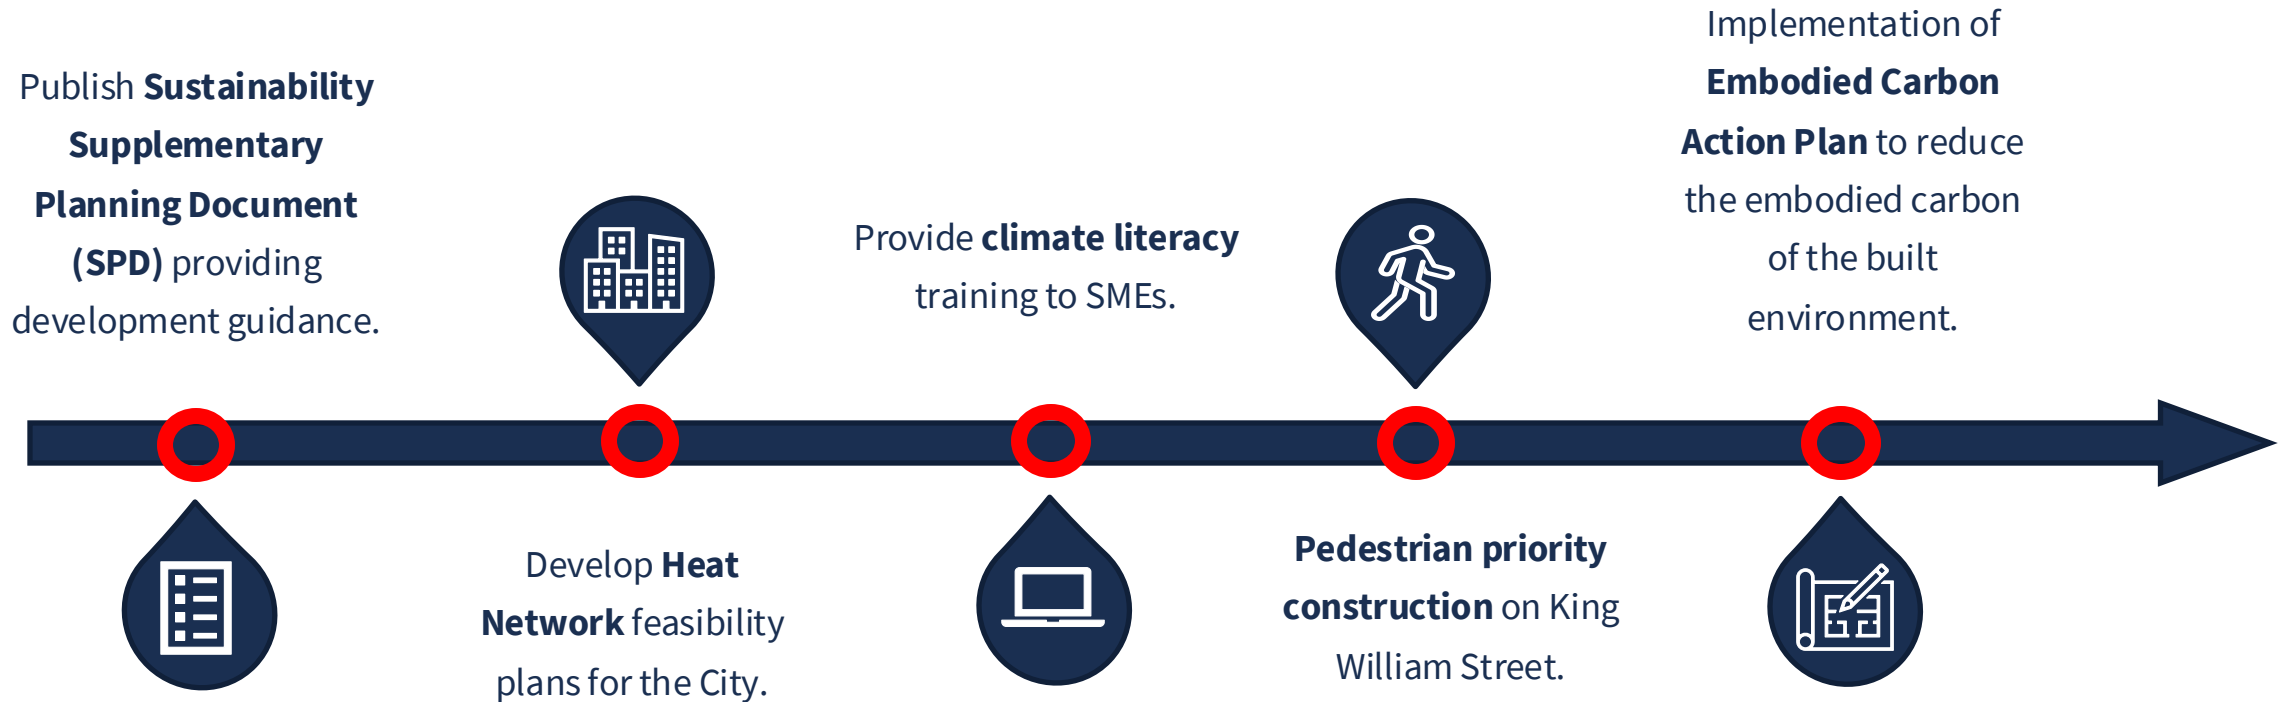 Publish Sustainability
Supplementary
Planning Document
(SPD) providing
development guidance.
Develop Heat
Network feasibility
plans for the City.
Provide climate literacy
training to SMEs.
Pedestrian priority
construction on King
William Street.
Implementation of
Embodied Carbon
Action Plan to reduce
the embodied carbon
of the built
environment.